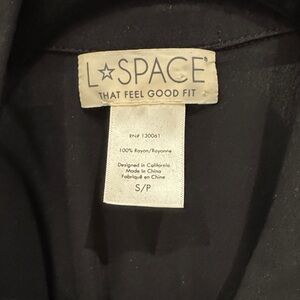 L☆SPACE®
THAT FEEL GOOD FIT
RN# 130061
100% Rayon/Rayonne
Designed in California
Made in China
Fabriqué en Chine
S/P